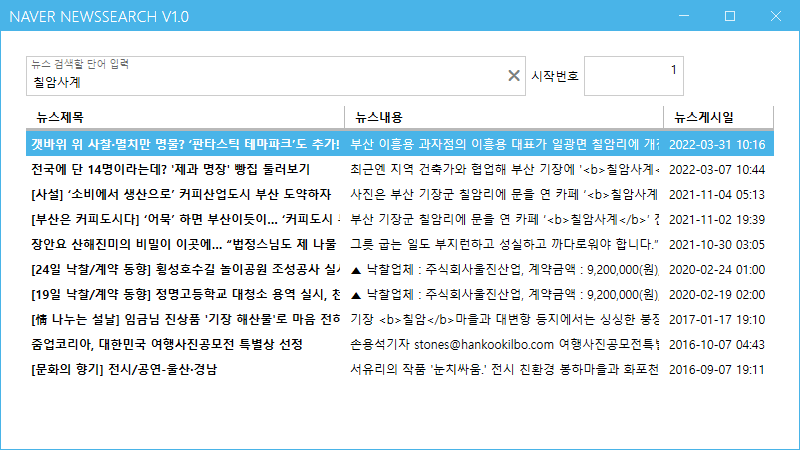 NAVER NEWSSEARCH V1.0
뉴스 검색할 단어 입력
칠암사계
시작번호 1
뉴스제목 뉴스내용 뉴스게시일
갯바위 위 사찰·멸치만 명물? ‘판타스틱 테마파크’도 추가! 부산 이흥용 과자점의 이흥용 대표가 일광면 칠암리에 개 2022-03-31 10:16
전국에 단 14명이라는데? '제과 명장' 빵집 둘러보기 최근엔 지역 건축가와 협업해 부산 기장에 '<b>칠암사계< 2022-03-07 10:44
[사설] ‘소비에서 생산으로’ 커피산업도시 부산 도약하자 사진은 부산 기장군 칠암리에 문을 연 카페 ‘<b>칠암사계 2021-11-04 05:13
[부산은 커피도시다] ‘어묵’ 하면 부산이듯이… ‘커피도시 부산 기장군 칠암리에 문을 연 카페 ‘<b>칠암사계</b>’ 2021-11-02 19:39
장안요 산해진미의 비밀이 이곳에… “법정스님도 제 나물 그릇 굽는 일도 부지런하고 성실하고 까다로워야 합니다.” 2021-10-30 03:05
[24일 낙찰/계약 동향] 횡성호수길 놀이공원 조성공사 실시 ▲ 낙찰업체 : 주식회사울진산업, 계약금액 : 9,200,000(원), 2020-02-24 01:00
[19일 낙찰/계약 동향] 정명고등학교 대청소 용역 실시, 천 ▲ 낙찰업체 : 주식회사울진산업, 계약금액 : 9,200,000(원), 2020-02-19 02:00
[情 나누는 설날] 임금님 진상품 '기장 해산물'로 마음 전하 기장 <b>칠암</b>마을과 대변항 등지에서는 싱싱한 붕장 2017-01-17 19:10
줌업코리아, 대한민국 여행사진공모전 특별상 선정 손용석기자 stones@hankookilbo.com 여행사진공모전특별 2016-10-07 04:43
[문화의 향기] 전시/공연-울산·경남 서유리의 작품 '눈치싸움.' 전시 친환경 봉하마을과 화포천 2016-09-07 19:11